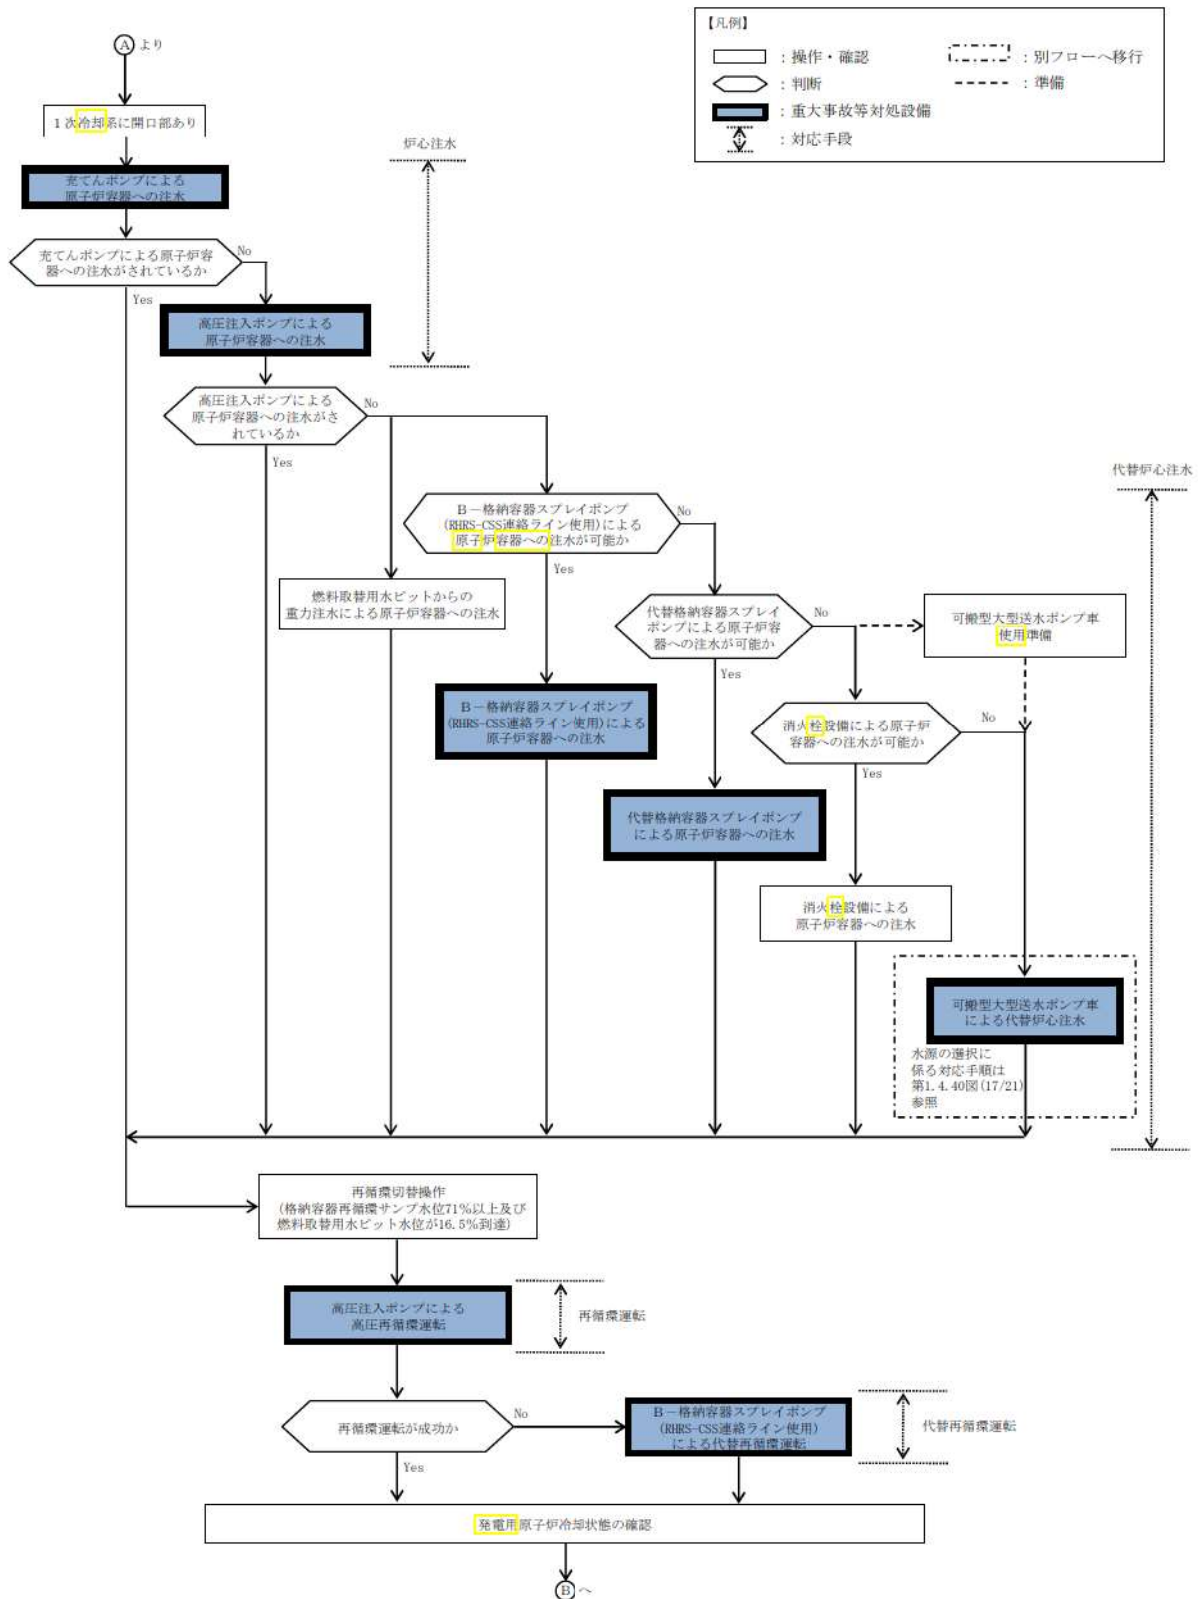 【凡例】
：操作・確認
：別フローへ移行
：判断
：準備
：重大事故等対処設備
：対応手段
Ⓐより
1次冷却系に開口部あり
炉心注水
充てんポンプによる
原子炉容器への注水
充てんポンプによる原子炉容
器への注水がされているか
No
Yes
高圧注入ポンプによる
原子炉容器への注水
高圧注入ポンプによる
原子炉容器への注水がさ
れているか
No
Yes
代替炉心注水
B－格納容器スプレイポンプ
(RHRS-CSS連絡ライン使用)による
原子炉容器への注水が可能か
No
Yes
燃料取替用水ピットからの
重力注水による原子炉容器への注水
代替格納容器スプレイ
ポンプによる原子炉容
器への注水が可能か
No
Yes
可搬型大型送水ポンプ車
使用準備
B－格納容器スプレイポンプ
(RHRS-CSS連絡ライン使用)による
原子炉容器への注水
消火栓設備による原子炉
容器への注水が可能か
No
Yes
代替格納容器スプレイポンプ
による原子炉容器への注水
消火栓設備による
原子炉容器への注水
可搬型大型送水ポンプ車
による代替炉心注水
水源の選択に
係る対応手順は
第1.4.40図(17/21)
参照
再循環切替操作
(格納容器再循環サンプ水位71%以上及び
燃料取替用水ピット水位が16.5%到達)
高圧注入ポンプによる
高圧再循環運転
再循環運転
再循環運転が成功か
No
Yes
B－格納容器スプレイポンプ
(RHRS-CSS連絡ライン使用)
による代替再循環運転
代替再循環運転
発電用原子炉冷却状態の確認
Ⓑへ